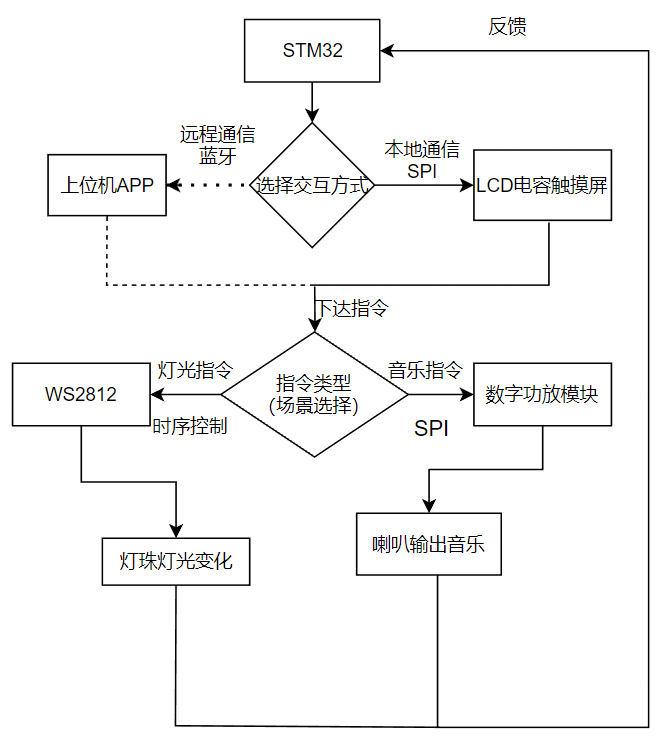 反馈
STM32
远程通信
蓝牙
本地通信
SPI
上位机APP
选择交互方式
LCD电容触摸屏
下达指令
灯光指令
音乐指令
WS2812
指令类型
（场景选择）
数字功放模块
时序控制
SPI
喇叭输出音乐
灯珠灯光变化